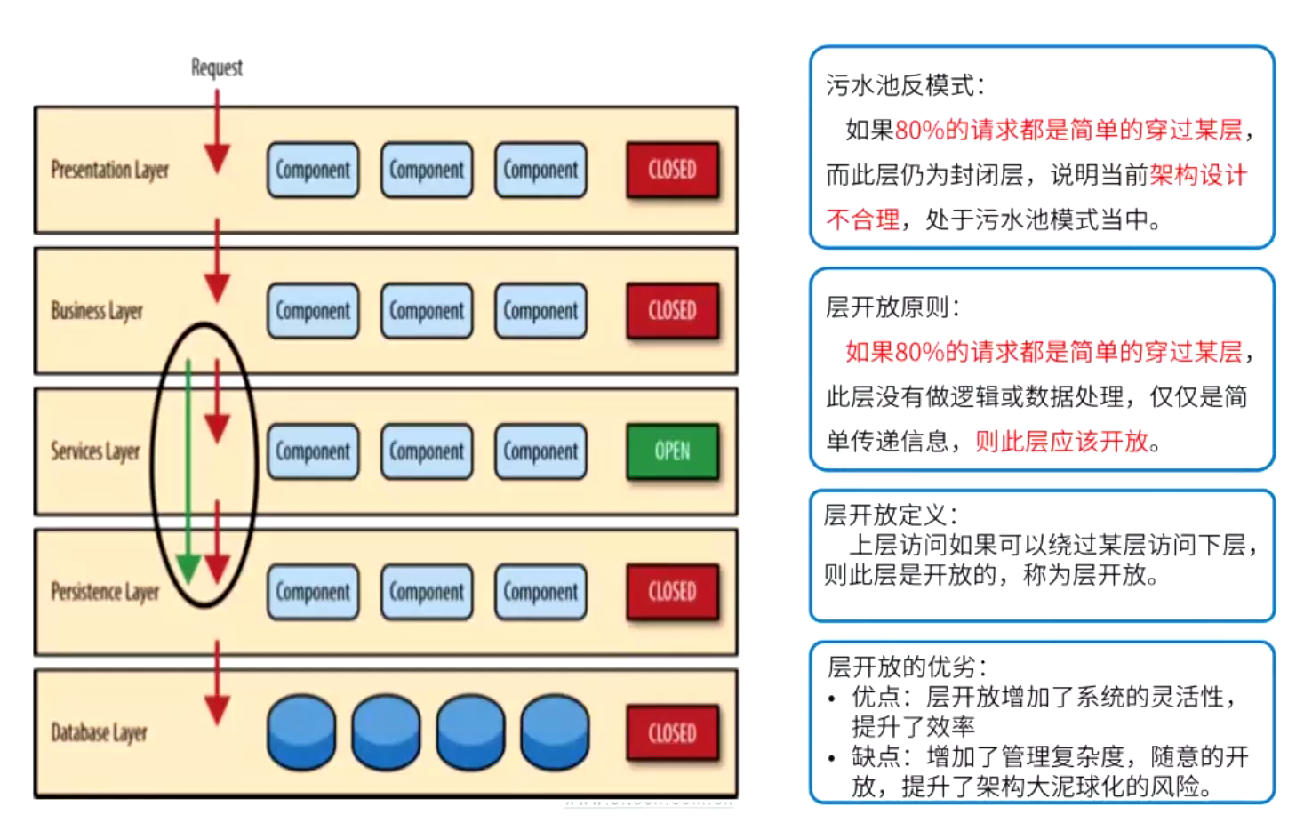 Request
Presentation Layer
Component
Component
Component
CLOSED
Business Layer
Component
Component
Component
CLOSED
Services Layer
Component
Component
Component
OPEN
Persistence Layer
Component
Component
Component
CLOSED
Database Layer
CLOSED
污水池反模式：
如果80%的请求都是简单的穿过某层，
而此层仍为封闭层，说明当前架构设计
不合理，处于污水池模式当中。
层开放原则：
如果80%的请求都是简单的穿过某层，
此层没有做逻辑或数据处理，仅仅是简
单传递信息，则此层应该开放。
层开放定义：
上层访问如果可以绕过某层访问下层，
则此层是开放的，称为层开放。
层开放的优劣：
• 优点：层开放增加了系统的灵活性，
提升了效率
• 缺点：增加了管理复杂度，随意的开
放，提升了架构大泥球化的风险。